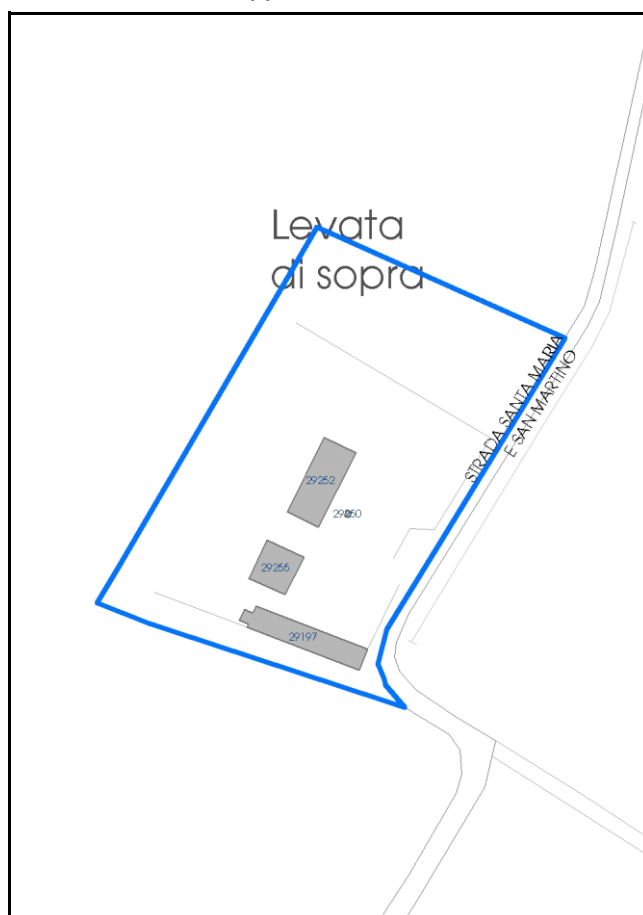 Levata
di sopra
STRADA SANTA MARIA
E SAN MARTINO
29252
29255
29197